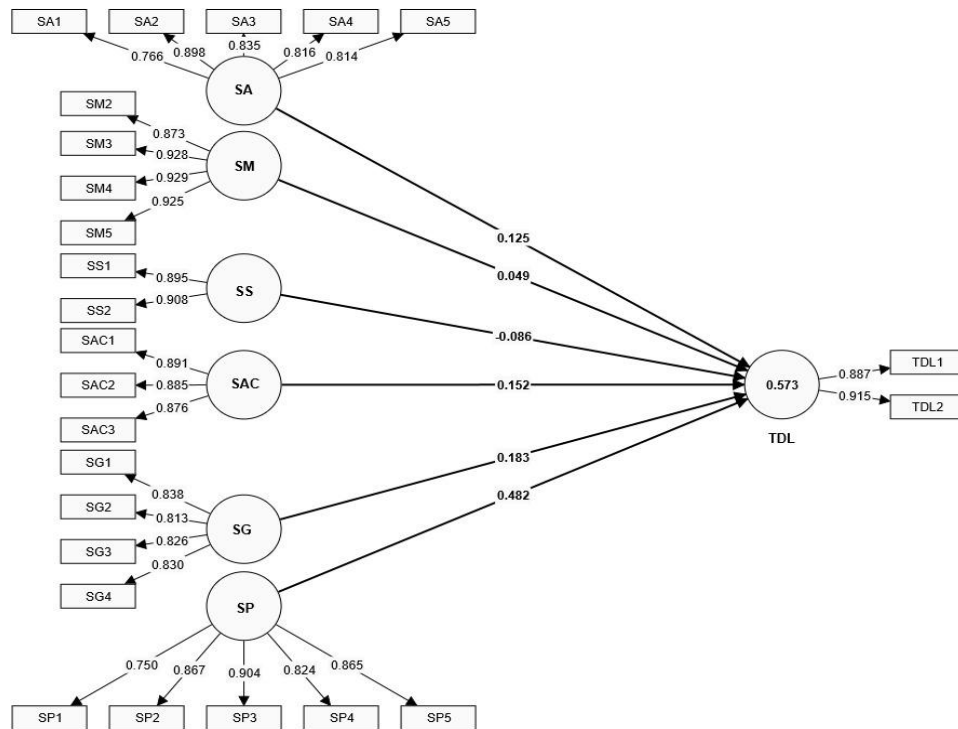 SA1 SA2 SA3 SA4 SA5
0.766 0.898 0.835 0.816 0.814
SA
SM2
SM3
SM4
SM5
0.873
0.928
0.929
0.925
SM
SS1
SS2
0.895
0.908
SS
SAC1
SAC2
SAC3
0.891
0.885
0.876
SAC
SG1
SG2
SG3
SG4
0.838
0.813
0.826
0.830
SG
SP
0.750 0.867 0.904 0.824 0.865
SP1 SP2 SP3 SP4 SP5
0.125
0.049
-0.086
0.152
0.183
0.482
0.573
TDL
0.887
0.915
TDL1
TDL2